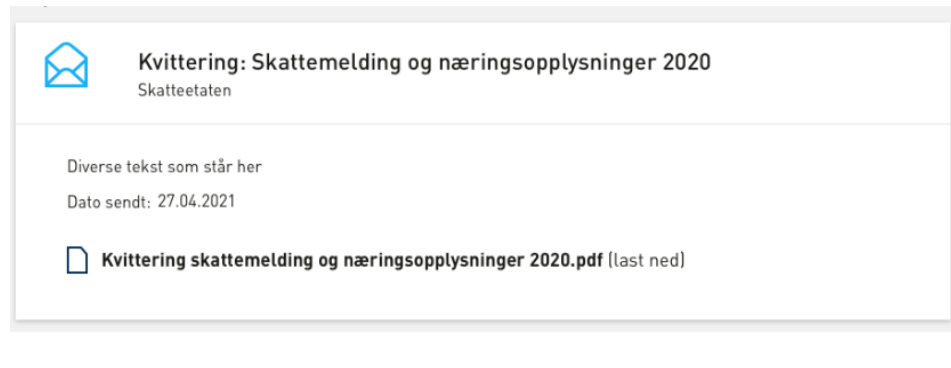 Kvittering: Skattemelding og næringsopplysninger 2020
Skatteetaten
Diverse tekst som står her
Dato sendt: 27.04.2021
Kvittering skattemelding og næringsopplysninger 2020.pdf (last ned)